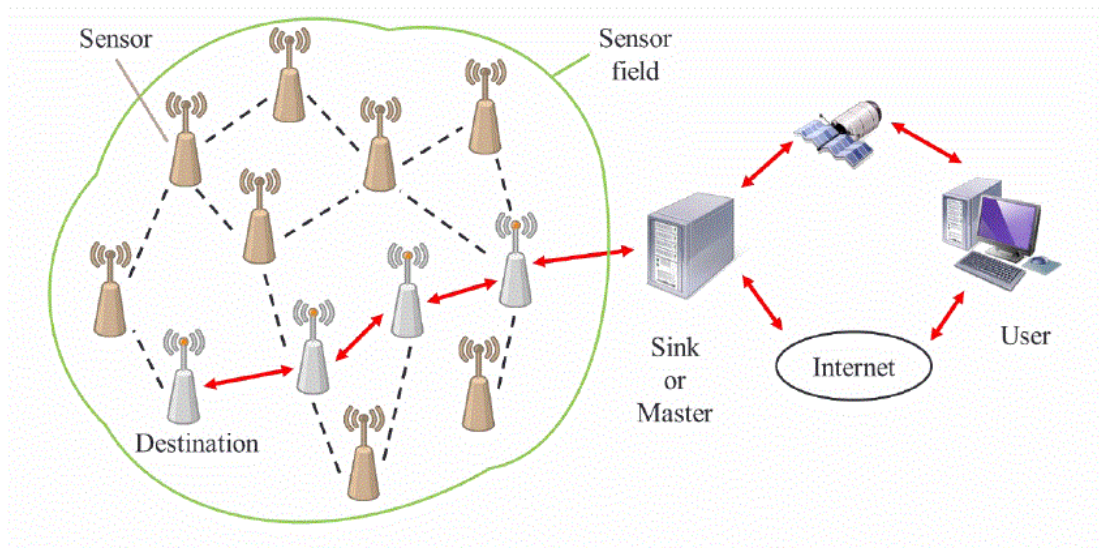 Sensor
Sensor
field
Destination
Sink
or
Master
Internet
User